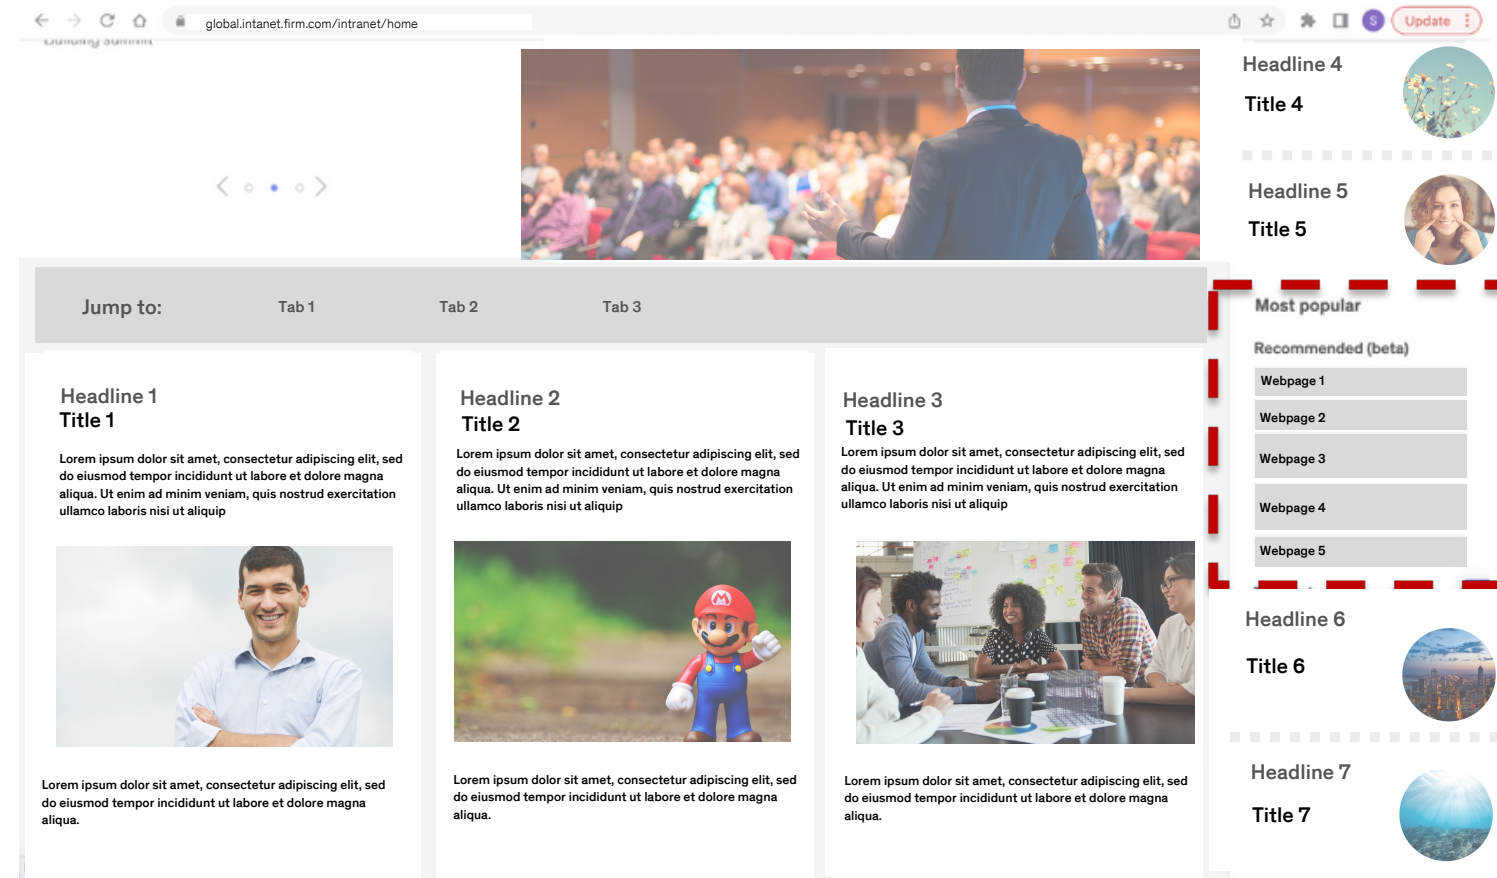 global.intanet.firm.com/intranet/home
Update
Building Summit
Headline 4
Title 4
Headline 5
Title 5
Jump to:
Tab 1
Tab 2
Tab 3
Headline 1
Title 1
Lorem ipsum dolor sit amet, consectetur adipiscing elit, sed
do eiusmod tempor incididunt ut labore et dolore magna
aliqua. Ut enim ad minim veniam, quis nostrud exercitation
ullamco laboris nisi ut aliquip
Lorem ipsum dolor sit amet, consectetur adipiscing elit, sed
do eiusmod tempor incididunt ut labore et dolore magna
aliqua.
Headline 2
Title 2
Lorem ipsum dolor sit amet, consectetur adipiscing elit, sed
do eiusmod tempor incididunt ut labore et dolore magna
aliqua. Ut enim ad minim veniam, quis nostrud exercitation
ullamco laboris nisi ut aliquip
Lorem ipsum dolor sit amet, consectetur adipiscing elit, sed
do eiusmod tempor incididunt ut labore et dolore magna
aliqua.
Headline 3
Title 3
Lorem ipsum dolor sit amet, consectetur adipiscing elit, sed
do eiusmod tempor incididunt ut labore et dolore magna
aliqua. Ut enim ad minim veniam, quis nostrud exercitation
ullamco laboris nisi ut aliquip
Lorem ipsum dolor sit amet, consectetur adipiscing elit, sed
do eiusmod tempor incididunt ut labore et dolore magna
aliqua.
Most popular
Recommended (beta)
Webpage 1
Webpage 2
Webpage 3
Webpage 4
Webpage 5
Headline 6
Title 6
Headline 7
Title 7